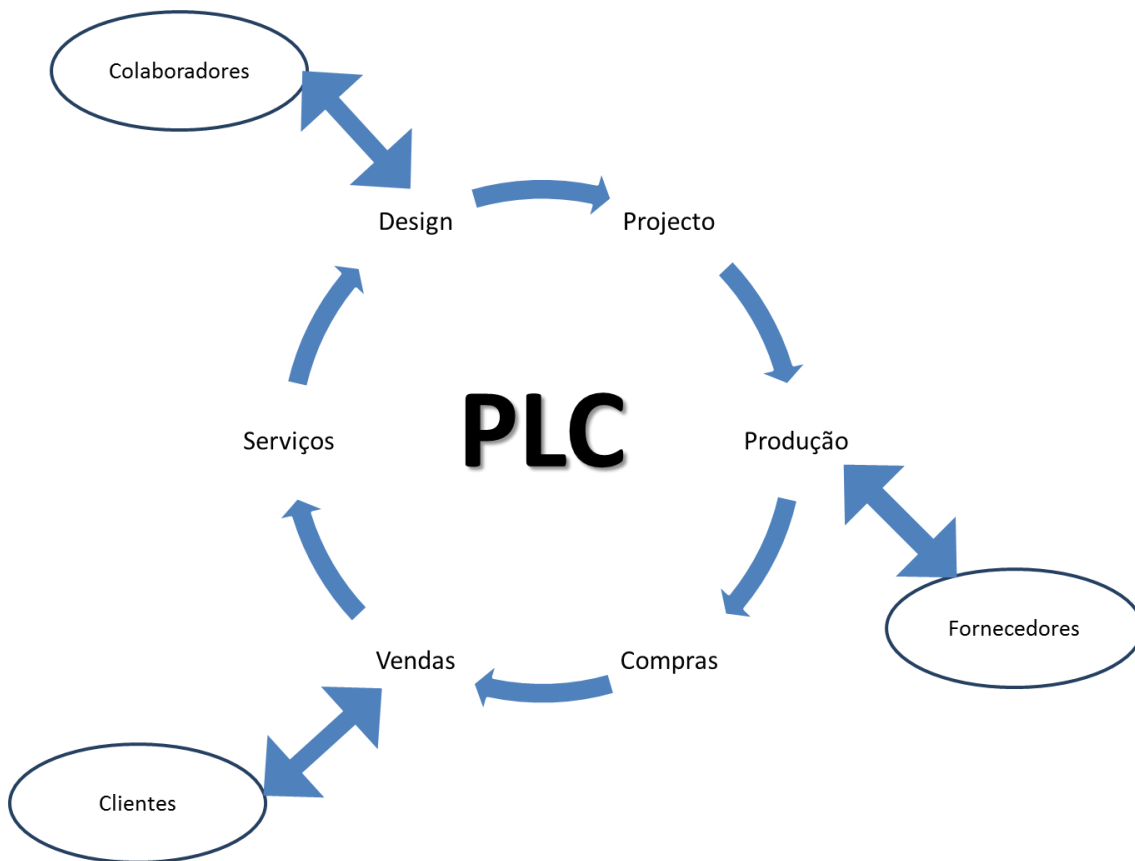 Colaboradores
Design
Projecto
Serviços
PLC
Produção
Fornecedores
Vendas
Compras
Clientes